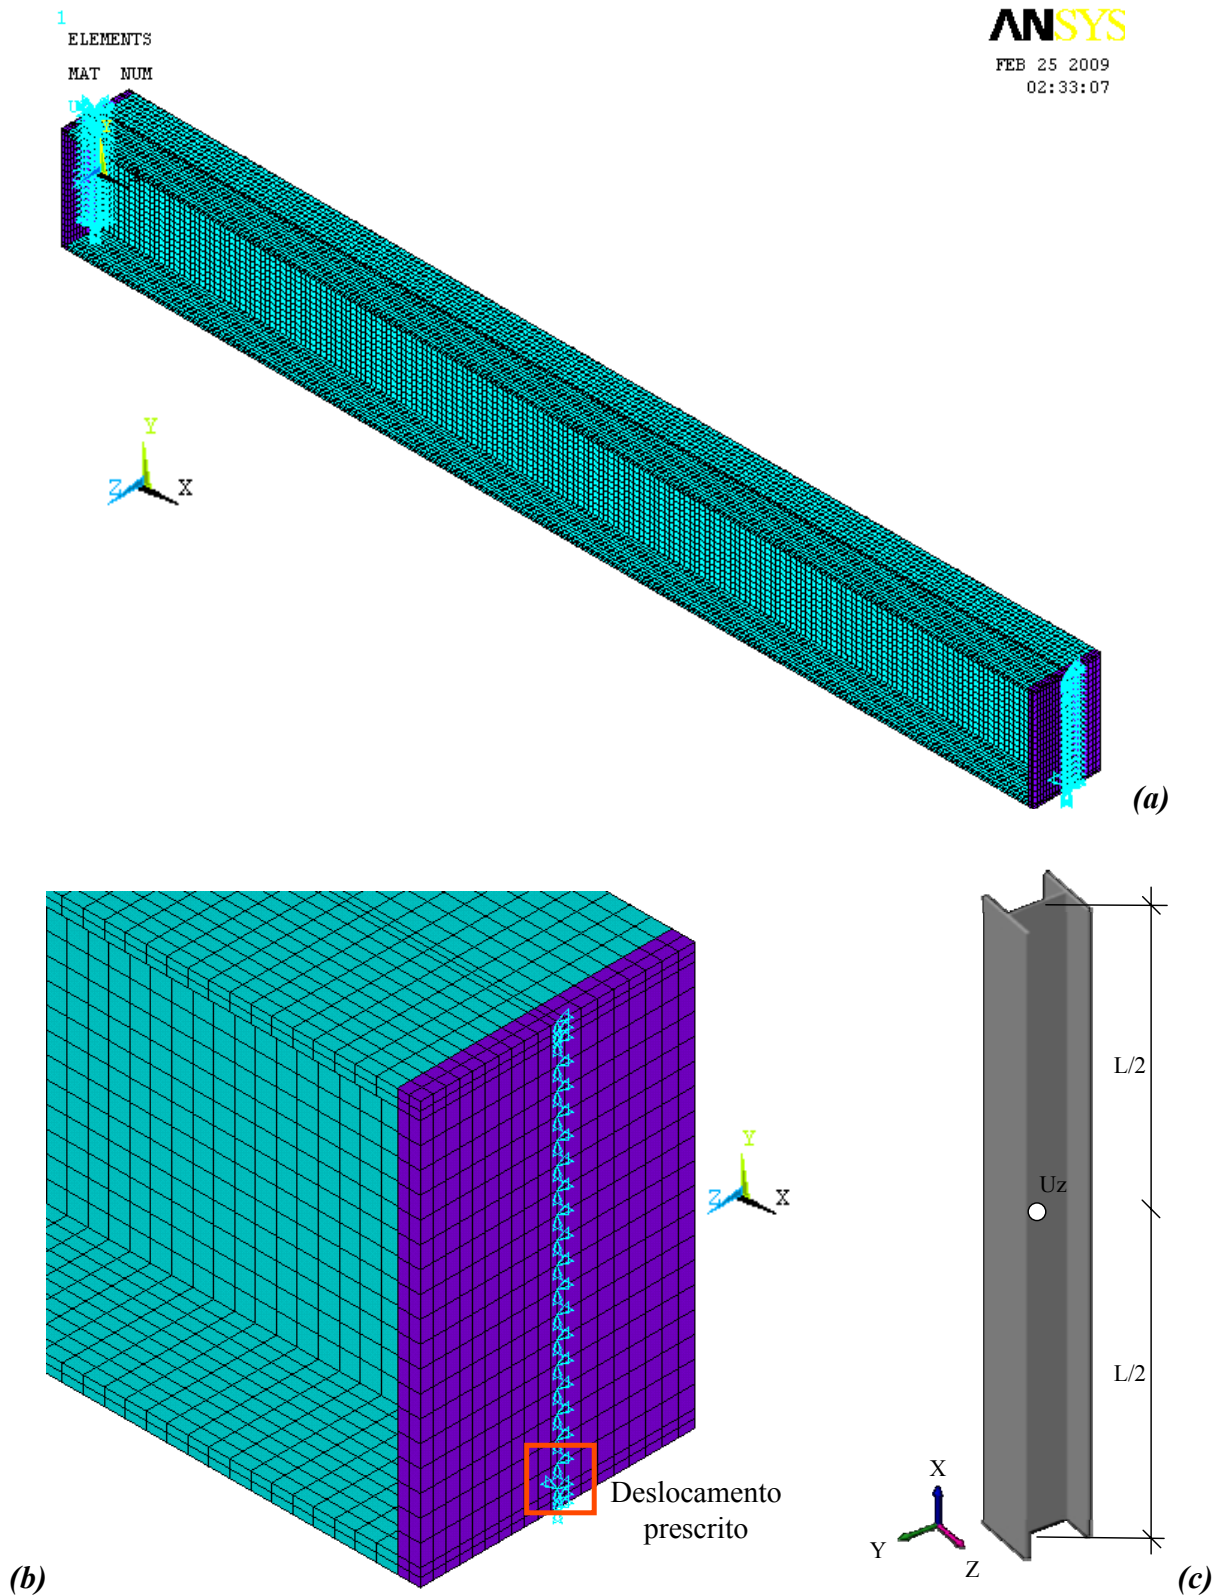 1
ELEMENTS
MAT NUM
U
ANSYS
FEB 25 2009
02:33:07
Y
Y
Z
X
(a)
L/2
Uz
Y
Z
X
L/2
Deslocamento
prescrito
X
Y
Z
(b)
(c)